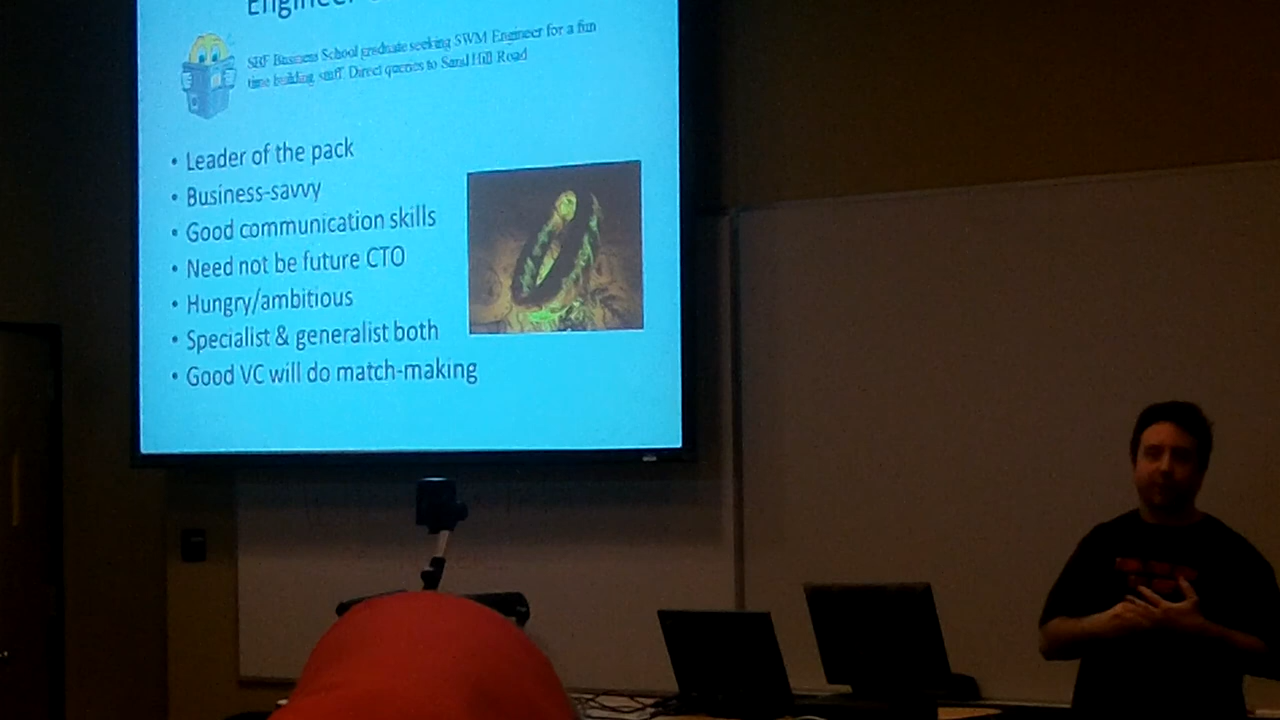 Engineer
SBF Business School graduate seeking SWM Engineer for a fun
time building stuff. Direct queries to Sand Hill Road
• Leader of the pack
• Business-savvy
• Good communication skills
• Need not be future CTO
• Hungry/ambitious
• Specialist & generalist both
• Good VC will do match-making